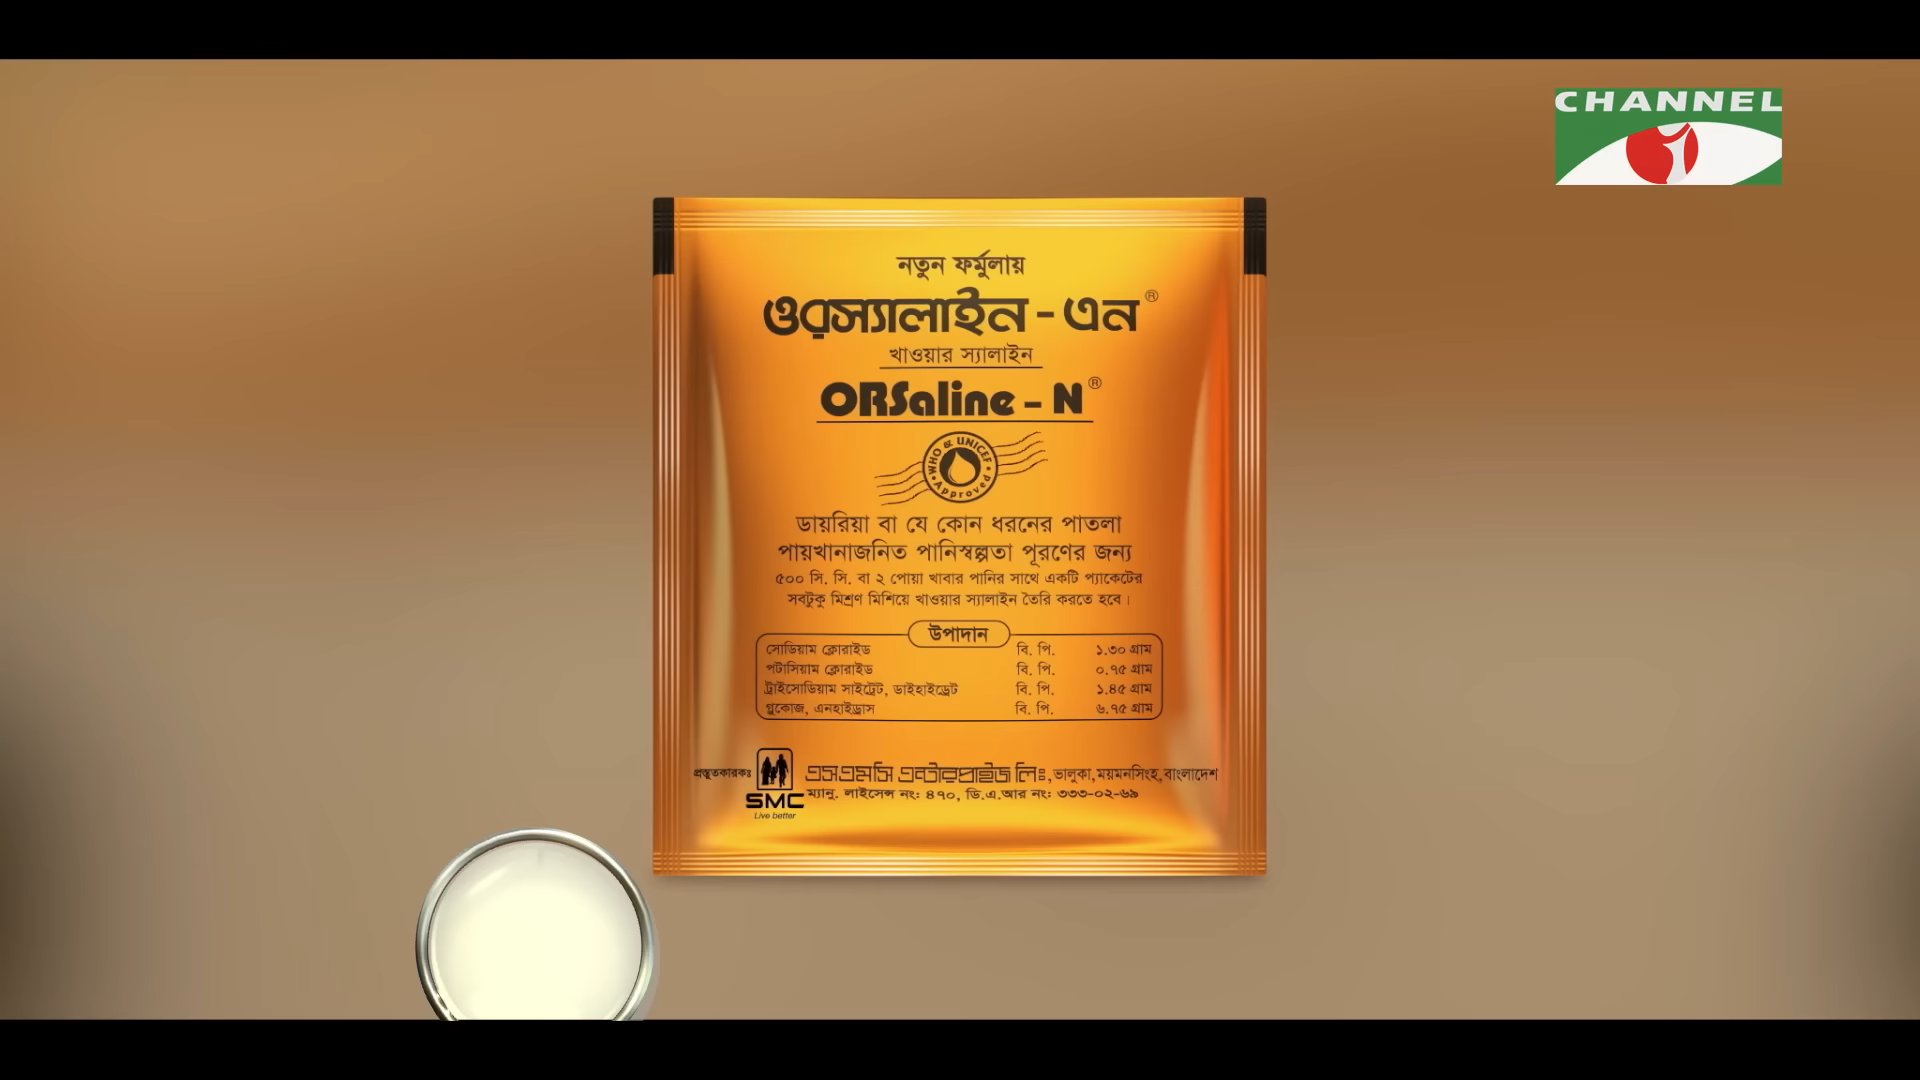 CHANNEL
নতুন ফর্মুলায়
ওরস্যালাইন - এন ®
খাওয়ার স্যালাইন
ORSaline - N ®
WHO & UNICEF Approved
ডায়রিয়া বা যে কোন ধরনের পাতলা
পায়খানাজনিত পানিস্বল্পতা পূরণের জন্য
৫০০ সি. সি. বা ২ পোয়া খাবার পানির সাথে একটি প্যাকেটের
সবটুকু মিশ্রণ মিশিয়ে খাওয়ার স্যালাইন তৈরি করতে হবে।
উপাদান
সোডিয়াম ক্লোরাইড বি. পি. ১.৩০ গ্রাম
পটাসিয়াম ক্লোরাইড বি. পি. ০.৭৫ গ্রাম
ট্রাইসোডিয়াম সাইট্রেট, ডাইহাইড্রেট বি. পি. ১.৪৫ গ্রাম
গ্লুকোজ, এনহাইড্রাস বি. পি. ৬.৭৫ গ্রাম
প্রস্তুতকারকঃ এসএমসি এন্টারপ্রাইজ লিঃ, ভালুকা, ময়মনসিংহ, বাংলাদেশ
SMC ম্যানু. লাইসেন্স নং: ৪৭০, ডি.এ.আর নং: ৩৩৩-০২-৬৯
Live better